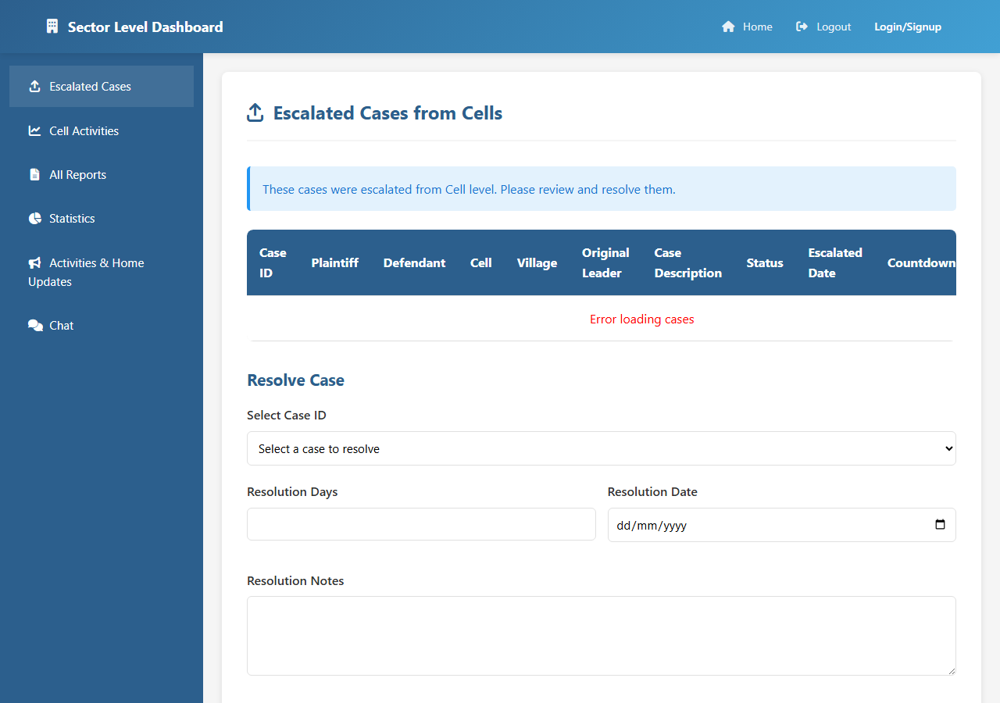 Sector Level Dashboard
Home
Logout
Login/Signup
Escalated Cases
Cell Activities
All Reports
Statistics
Activities & Home
Updates
Chat
Escalated Cases from Cells
These cases were escalated from Cell level. Please review and resolve them.
Case ID
Plaintiff
Defendant
Cell
Village
Original Leader
Case Description
Status
Escalated Date
Countdown
Error loading cases
Resolve Case
Select Case ID
Select a case to resolve
Resolution Days
Resolution Date
dd/mm/yyyy
Resolution Notes